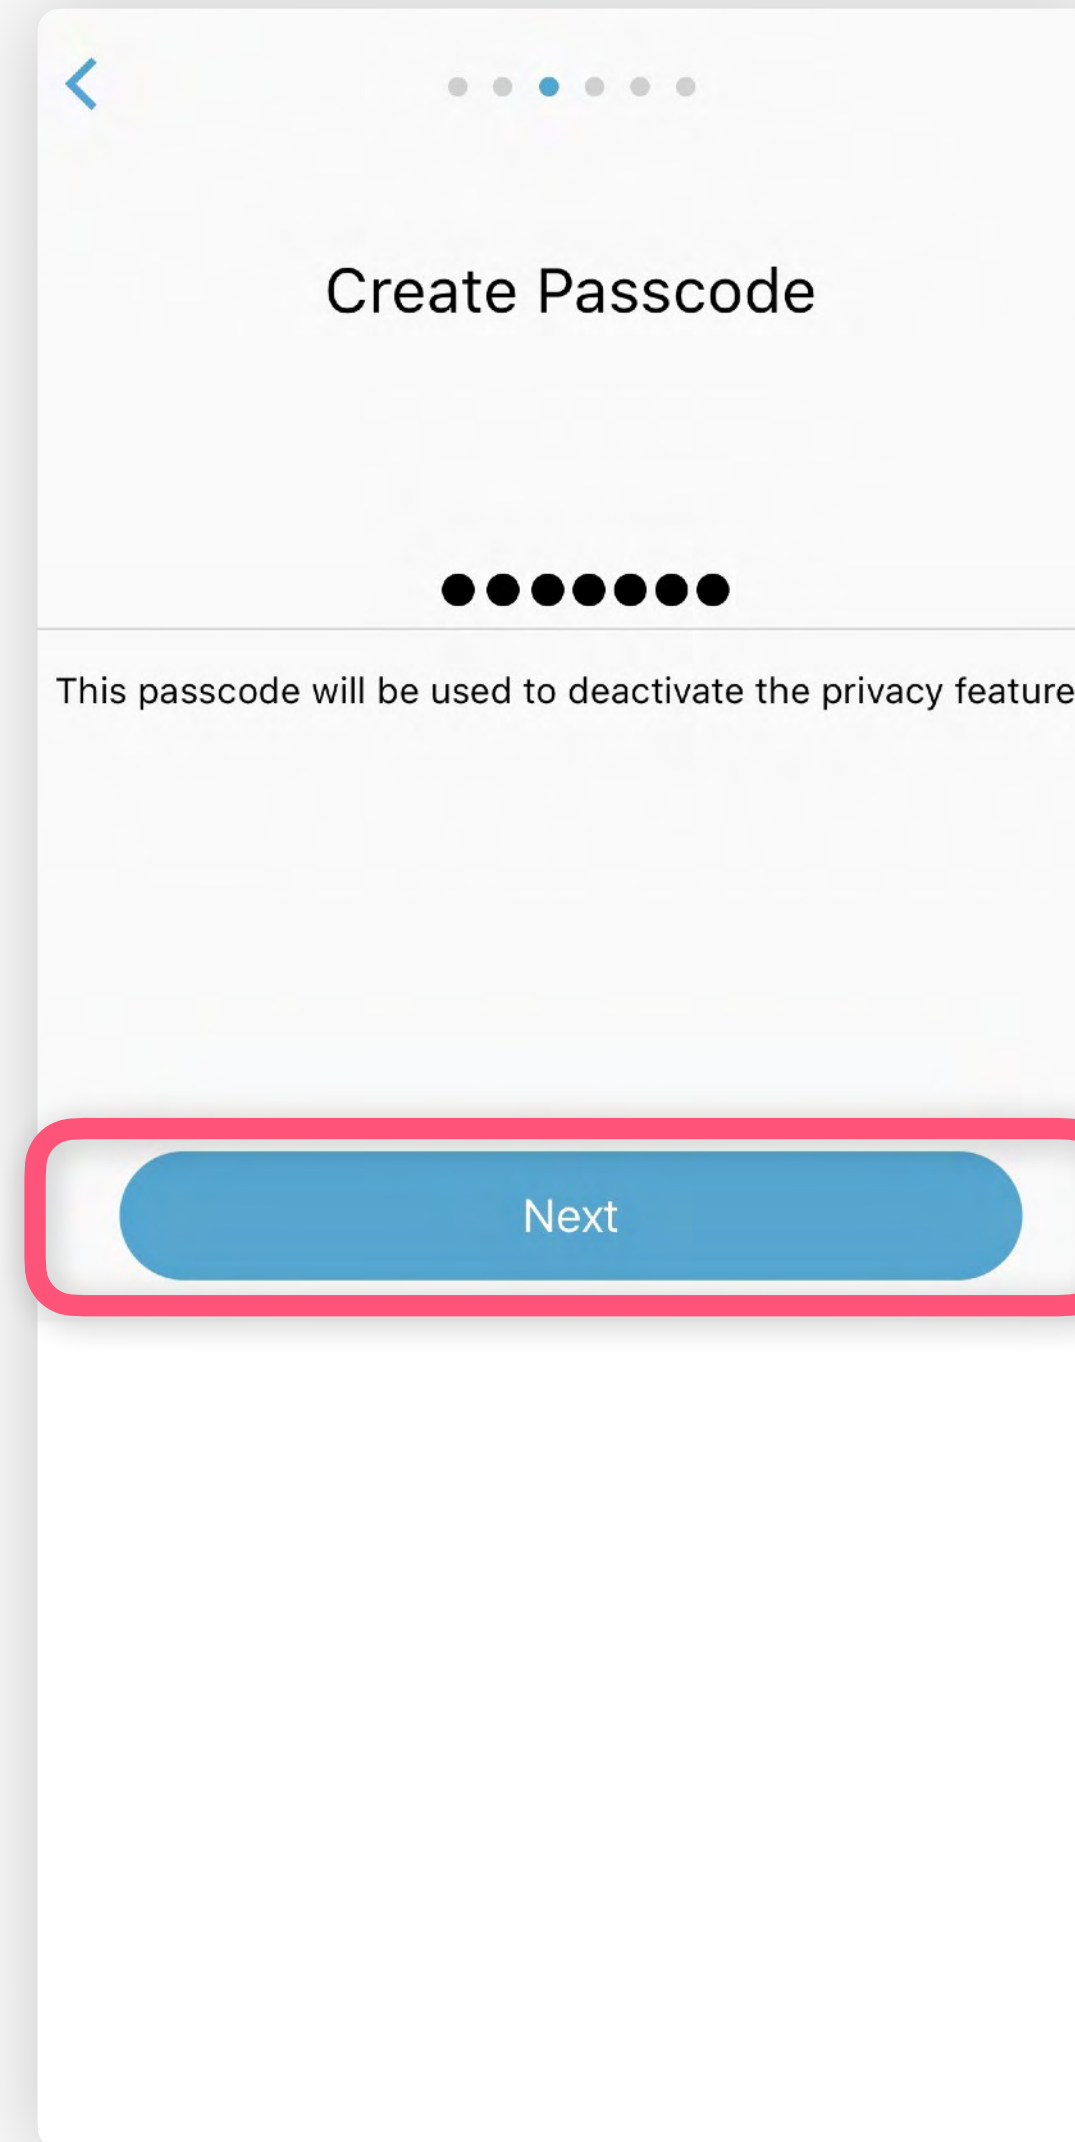 Create Passcode
●●●●●●●
This passcode will be used to deactivate the privacy feature
Next